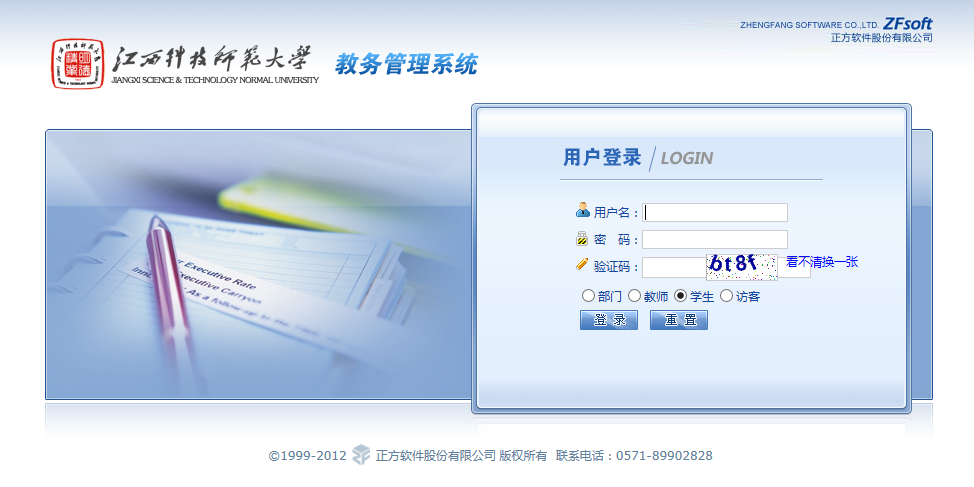 ZHENGFANG SOFTWARE CO.,LTD. ZFsoft
正方软件股份有限公司
江西科技師範大學
JIANGXI SCIENCE & TECHNOLOGY NORMAL UNIVERSITY
教务管理系统
用户登录 / LOGIN
用户名：
密 码：
验证码： 6t8f 看不清换一张
部门 教师 学生 访客
登 录 重 置
Executive Rate
Executive Carryon
As a follow-up to the
©1999-2012 正方软件股份有限公司 版权所有 联系电话：0571-89902828